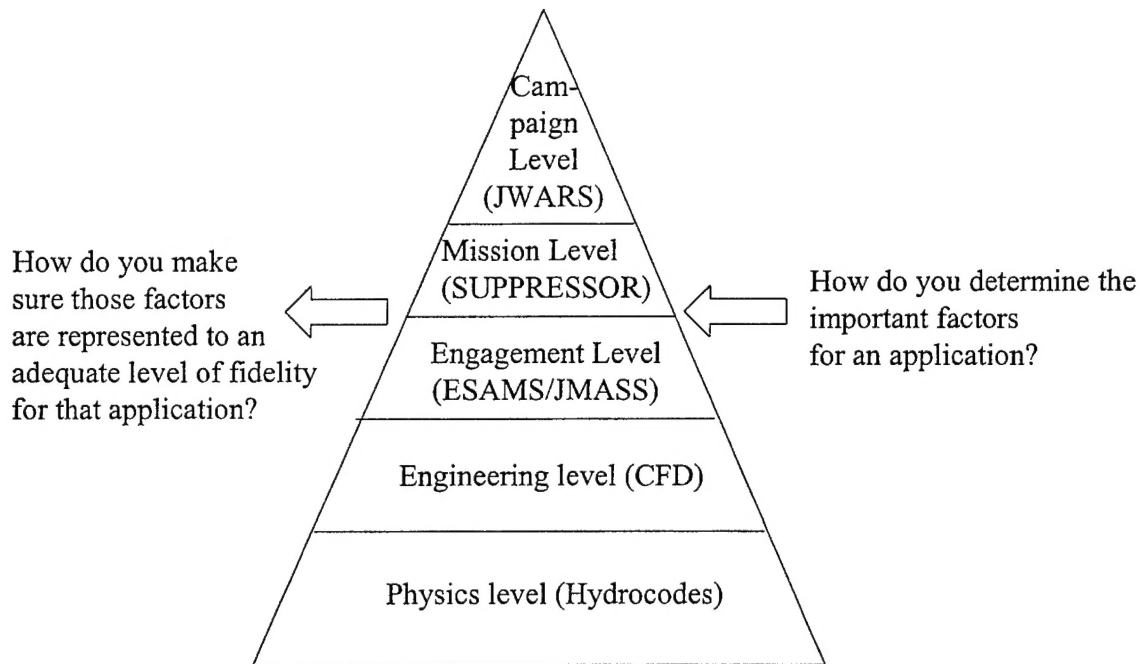 Cam-
paign
Level
(JWARS)
Mission Level
(SUPPRESSOR)
How do you make
sure those factors
are represented to an
adequate level of fidelity
for that application?
How do you determine the
important factors
for an application?
Engagement Level
(ESAMS/JMASS)
Engineering level (CFD)
Physics level (Hydrocodes)